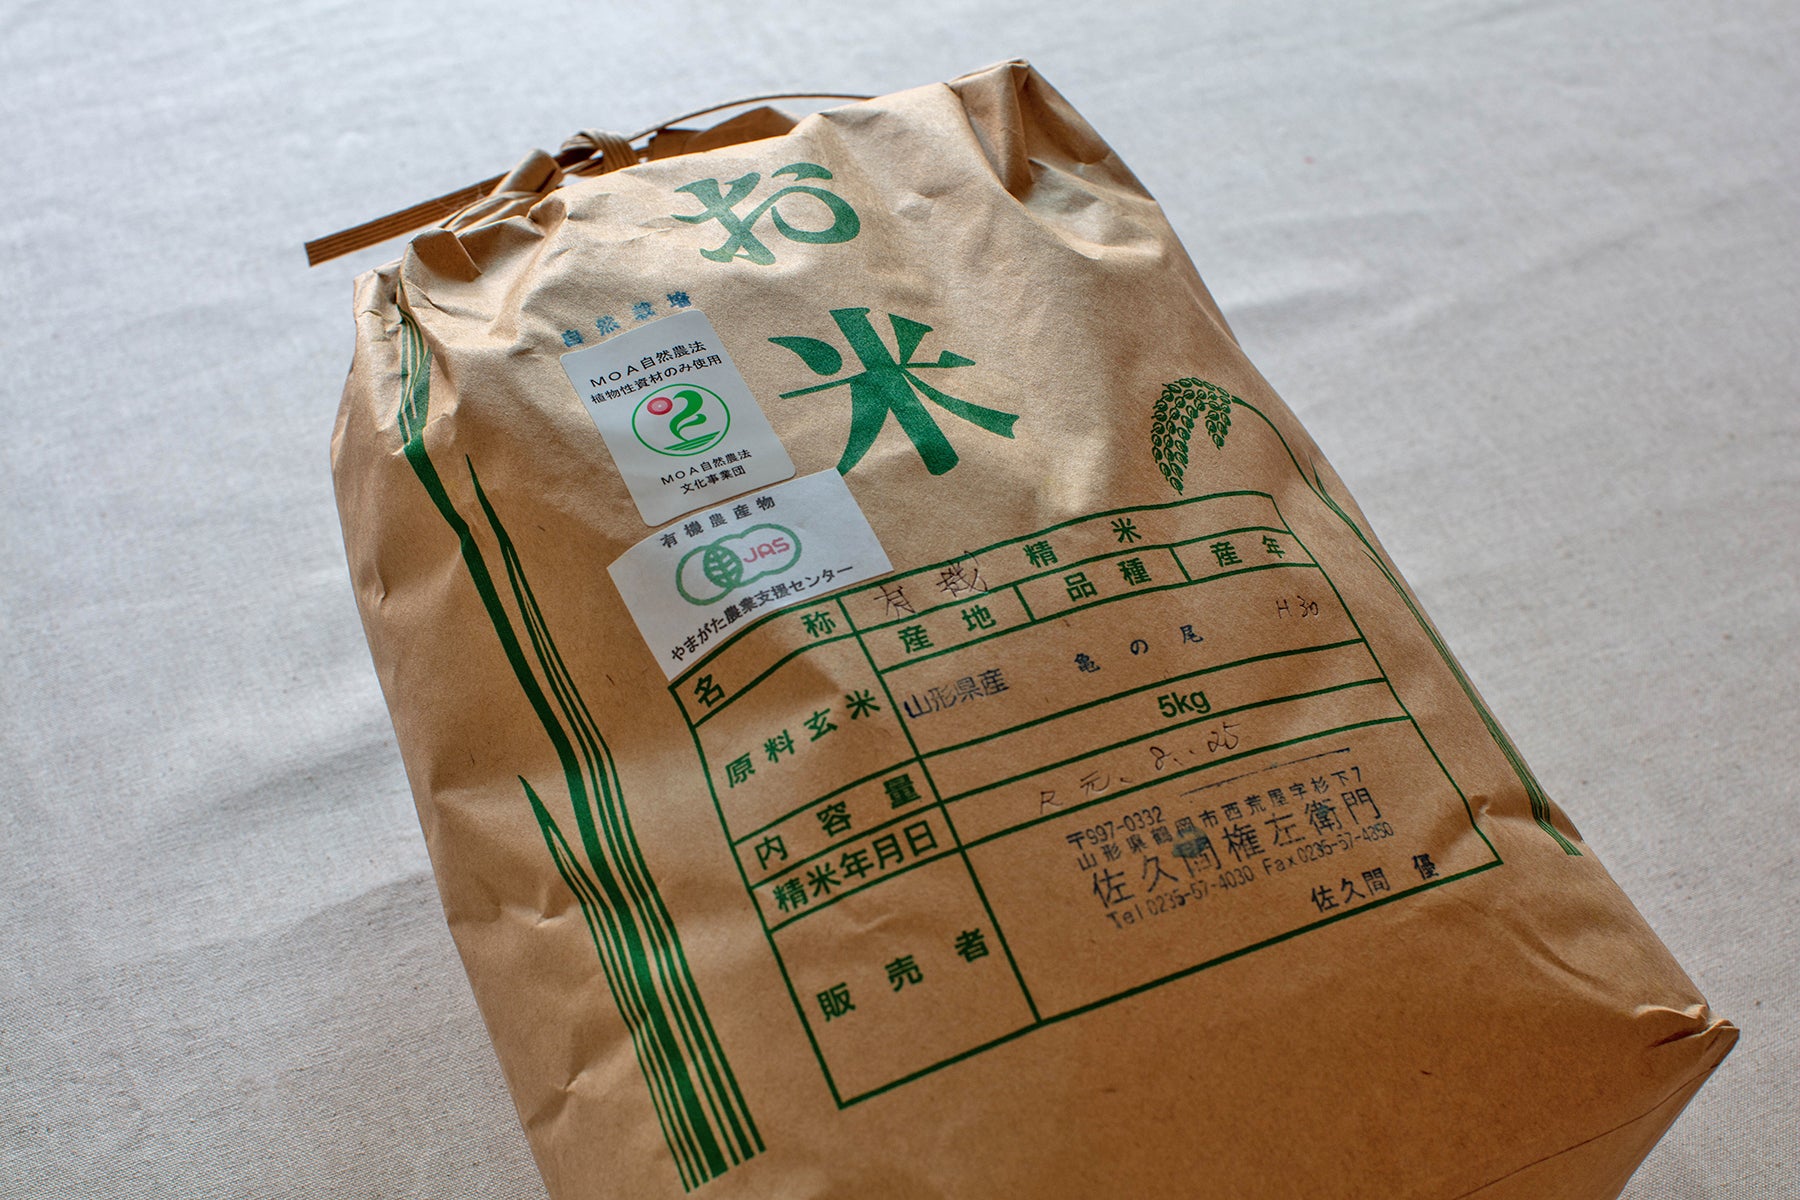 お
米
自然栽培
MOA自然農法
植物性資材のみ使用
MOA自然農法
文化事業団
有機農産物
JAS
やまがた農業支援センター
名称 有機 精米
産地 品種 産年
原料玄米 山形県産 亀の尾 H30
内容量 5kg
精米年月日 R元.8.25
販売者
〒997-0332
山形県鶴岡市西荒屋字杉下7
佐久間権左衛門
Tel 0235-57-4030 Fax 0235-57-4350
佐久間 優